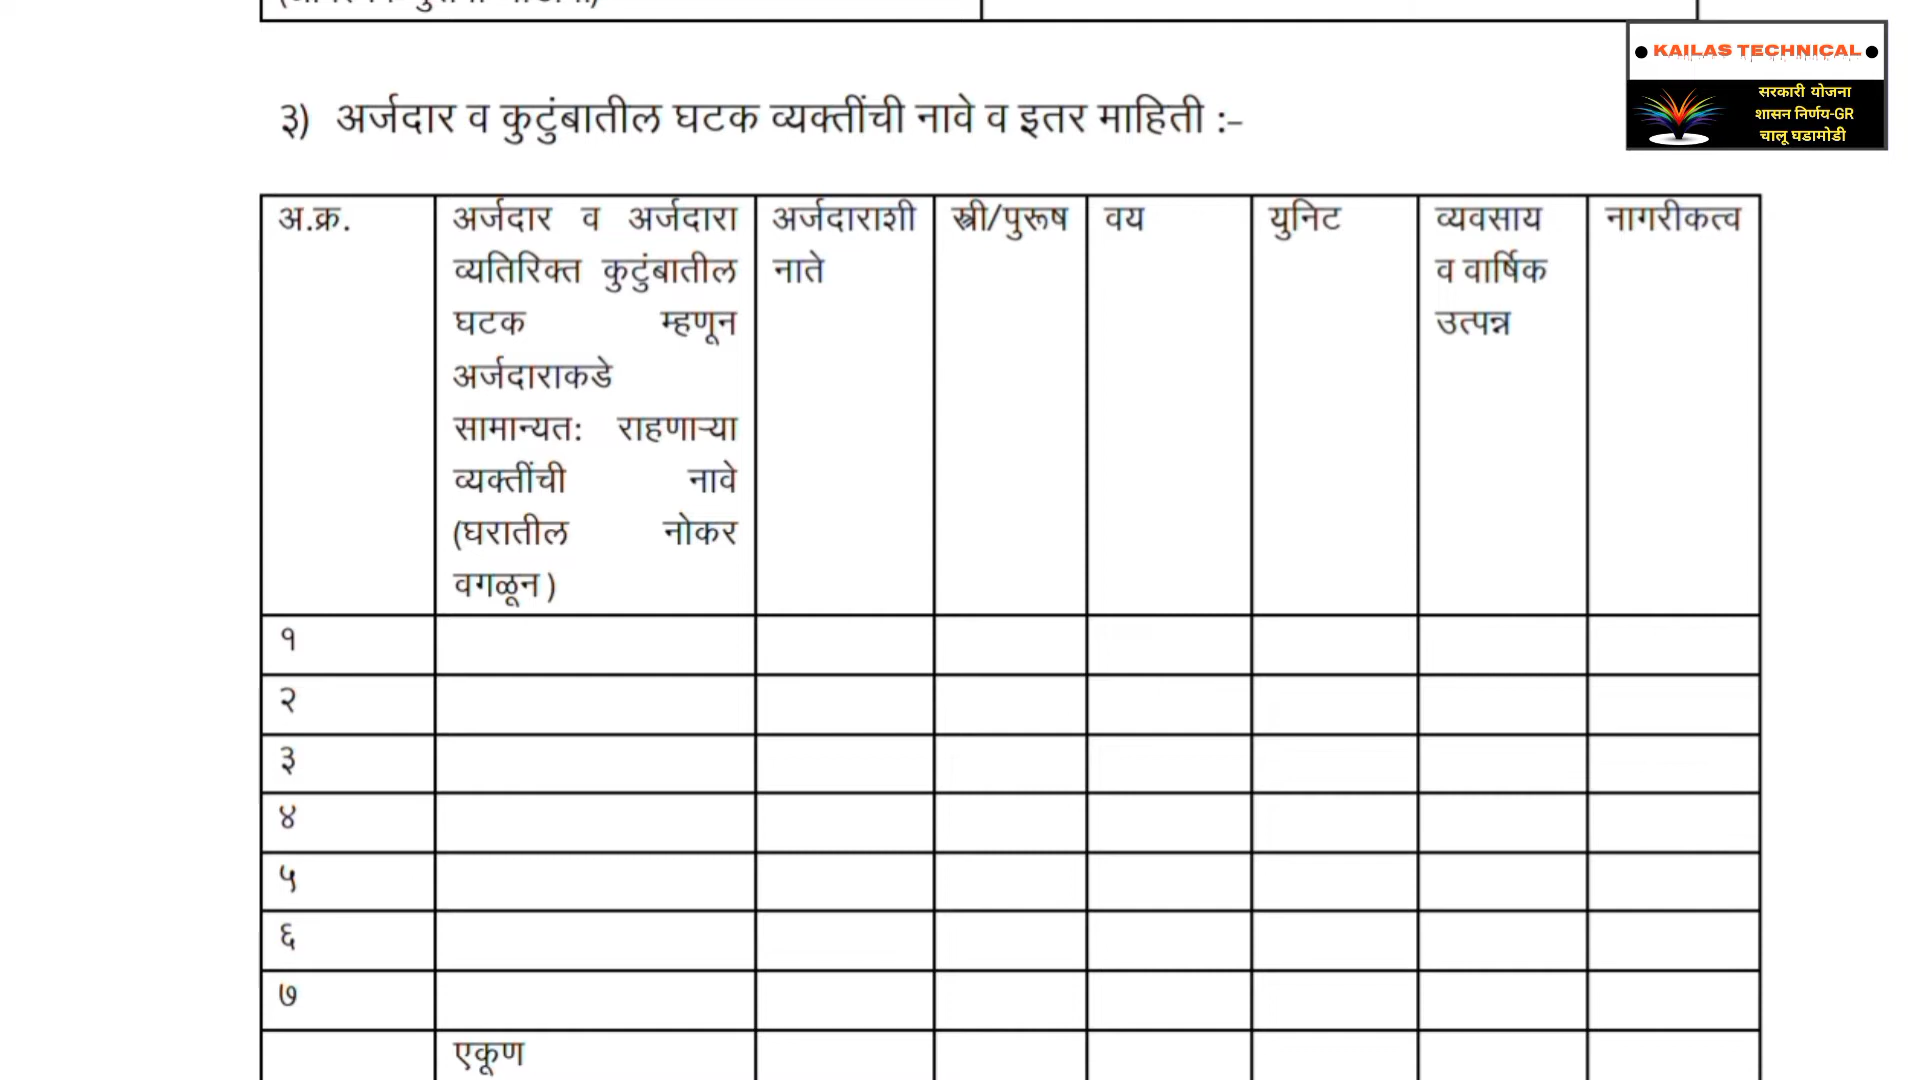 ● KAILAS TECHNICAL ●
सरकारी योजना
शासन निर्णय-GR
चालू घडामोडी
३) अर्जदार व कुटुंबातील घटक व्यक्तींची नावे व इतर माहिती :-
अ.क्र.
अर्जदार व अर्जदारा
व्यतिरिक्त कुटुंबातील
घटक म्हणून
अर्जदाराकडे
सामान्यत: राहणाऱ्या
व्यक्तींची नावे
(घरातील नोकर
वगळून)
अर्जदाराशी
नाते
स्त्री/पुरूष
वय
युनिट
व्यवसाय
व वार्षिक
उत्पन्न
नागरीकत्व
१
२
३
४
५
६
७
एकूण